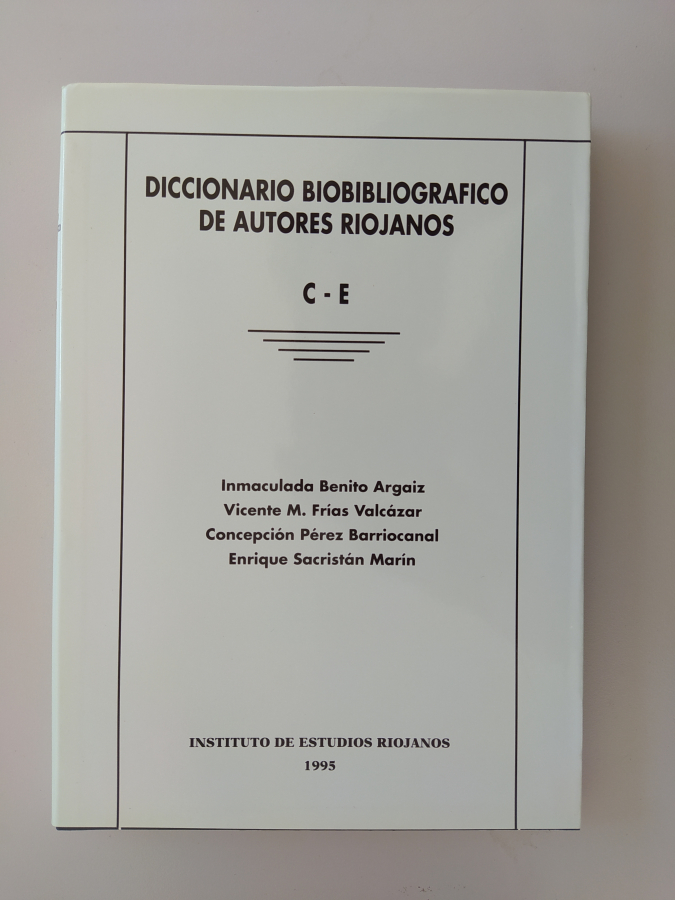 DICCIONARIO BIOBIBLIOGRAFICO
DE AUTORES RIOJANOS
C - E
Inmaculada Benito Argaiz
Vicente M. Frías Valcázar
Concepción Pérez Barriocanal
Enrique Sacristán Marín
INSTITUTO DE ESTUDIOS RIOJANOS
1995